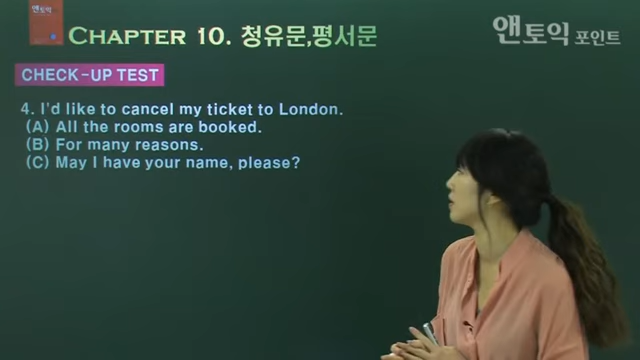 앤토익
CHAPTER 10. 청유문,평서문
앤토익 포인트
CHECK-UP TEST
4. I'd like to cancel my ticket to London.
(A) All the rooms are booked.
(B) For many reasons.
(C) May I have your name, please?